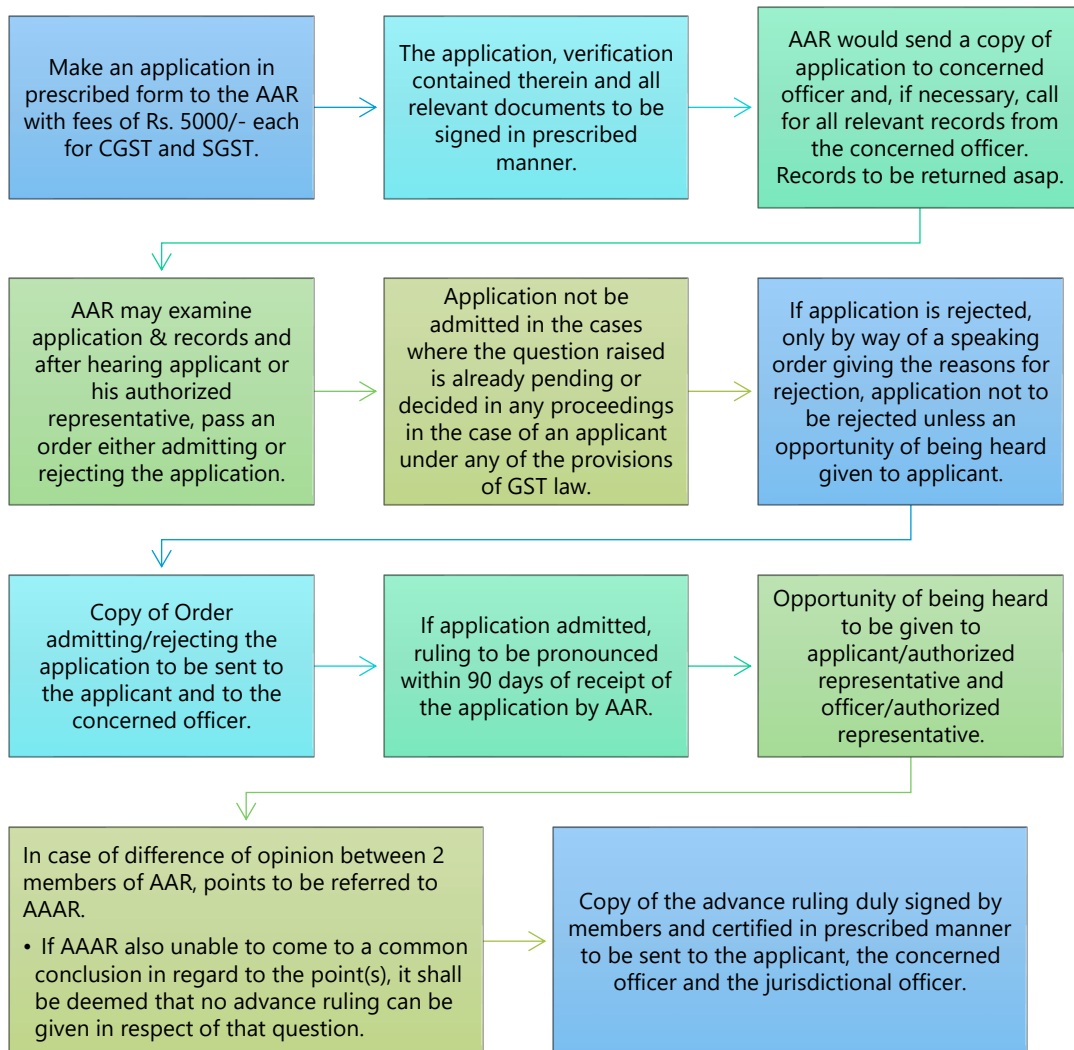 Make an application in
prescribed form to the AAR
with fees of Rs. 5000/- each
for CGST and SGST.
The application, verification
contained therein and all
relevant documents to be
signed in prescribed
manner.
AAR would send a copy of
application to concerned
officer and, if necessary, call
for all relevant records from
the concerned officer.
Records to be returned asap.
AAR may examine
application & records and
after hearing applicant or
his authorized
representative, pass an
order either admitting or
rejecting the application.
Application not be
admitted in the cases
where the question raised
is already pending or
decided in any proceedings
in the case of an applicant
under any of the provisions
of GST law.
If application is rejected,
only by way of a speaking
order giving the reasons for
rejection, application not to
be rejected unless an
opportunity of being heard
given to applicant.
Copy of Order
admitting/rejecting the
application to be sent to
the applicant and to the
concerned officer.
If application admitted,
ruling to be pronounced
within 90 days of receipt of
the application by AAR.
Opportunity of being heard
to be given to
applicant/authorized
representative and
officer/authorized
representative.
In case of difference of opinion between 2
members of AAR, points to be referred to
AAAR.
• If AAAR also unable to come to a common
conclusion in regard to the point(s), it shall
be deemed that no advance ruling can be
given in respect of that question.
Copy of the advance ruling duly signed by
members and certified in prescribed manner
to be sent to the applicant, the concerned
officer and the jurisdictional officer.